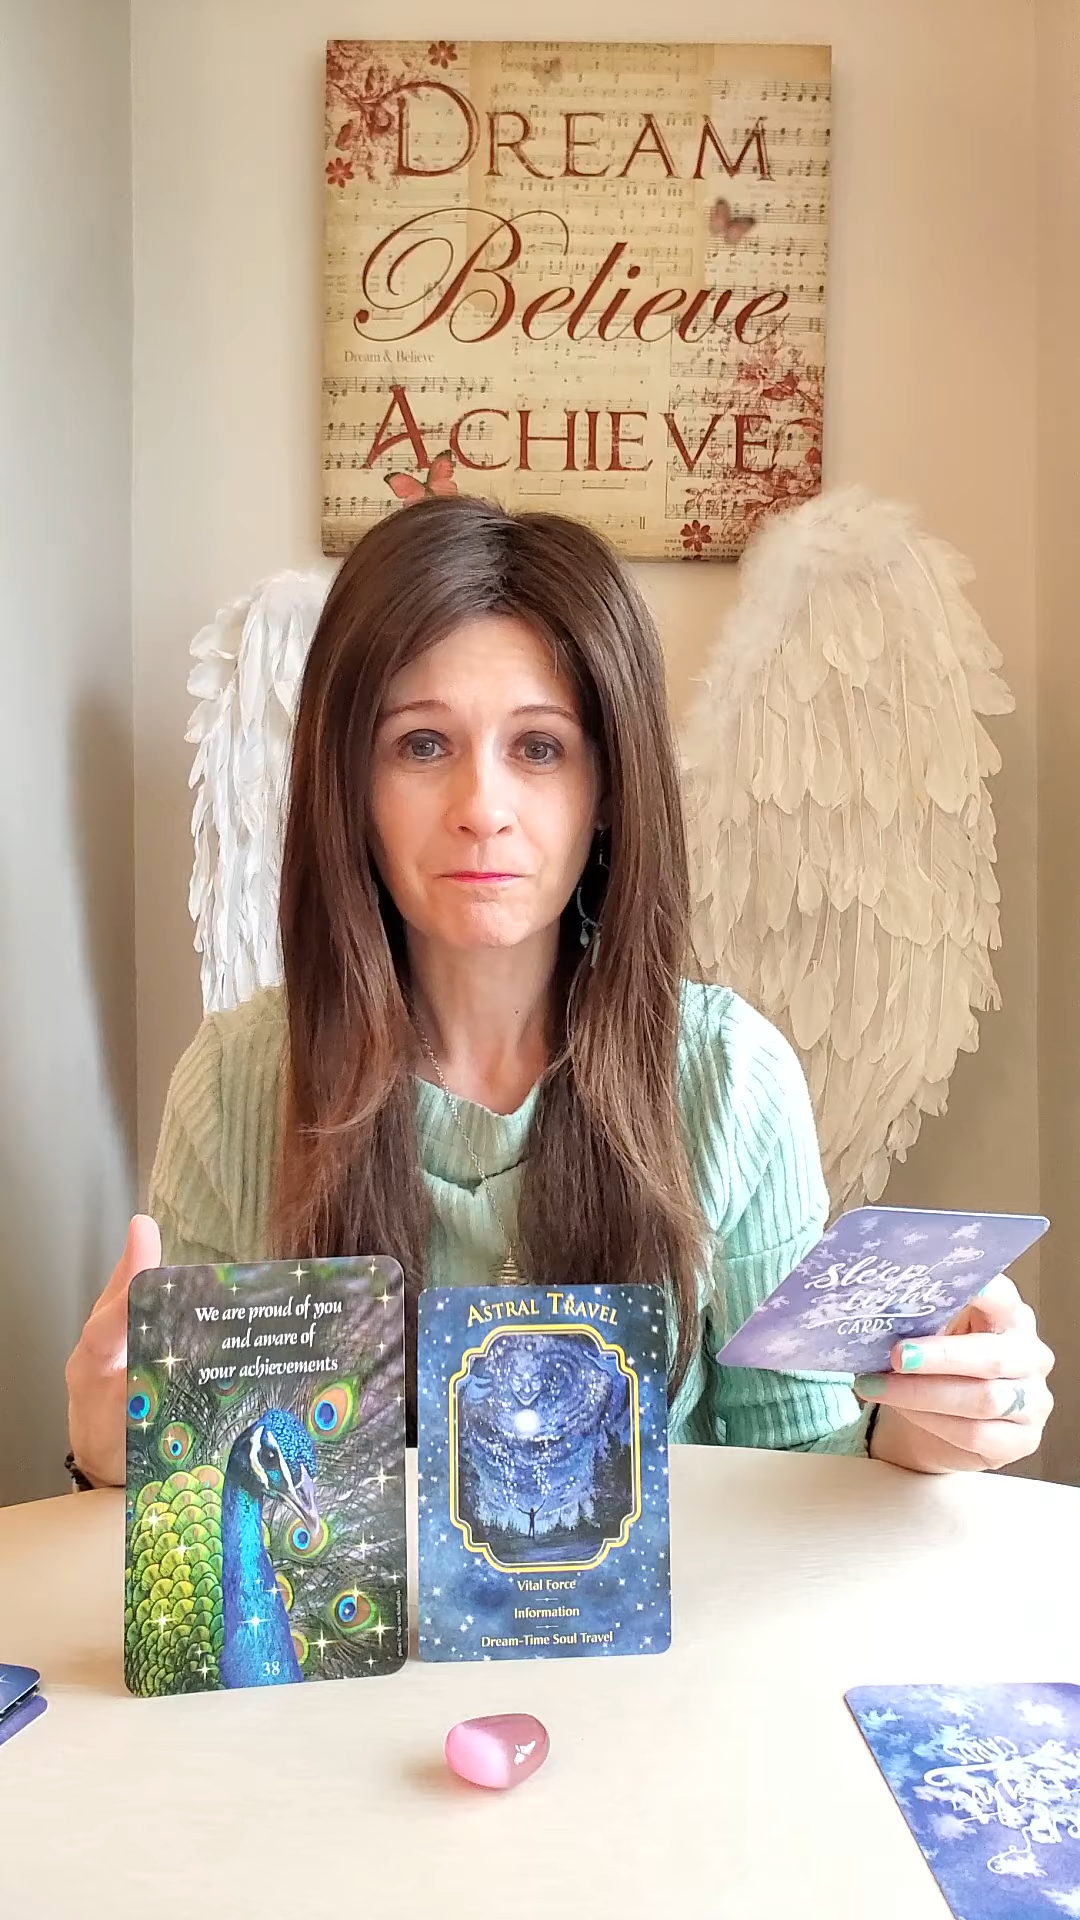 DREAM
Believe
Dream & Believe
ACHIEVE
We are proud of you
and aware of
your achievements
38
ASTRAL TRAVEL
Vital Force
Information
Dream-Time Soul Travel
Sleep
Light
CARDS